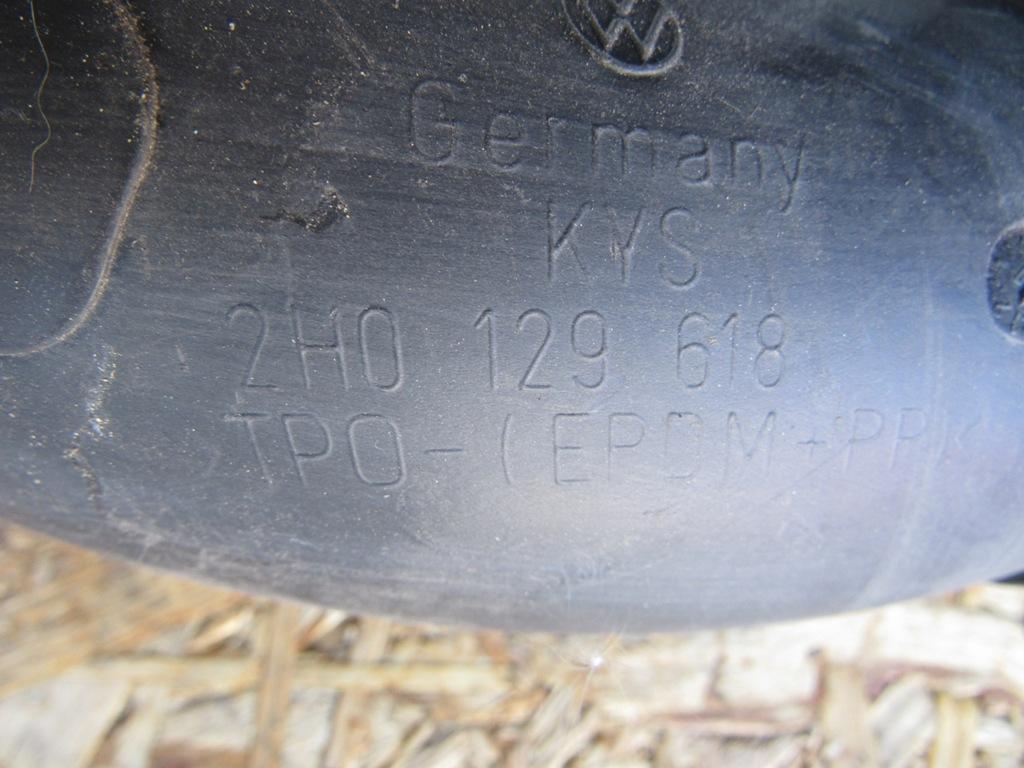 Germany
KYS
2H0 129 618
>TPO-(EPDM+PP)<